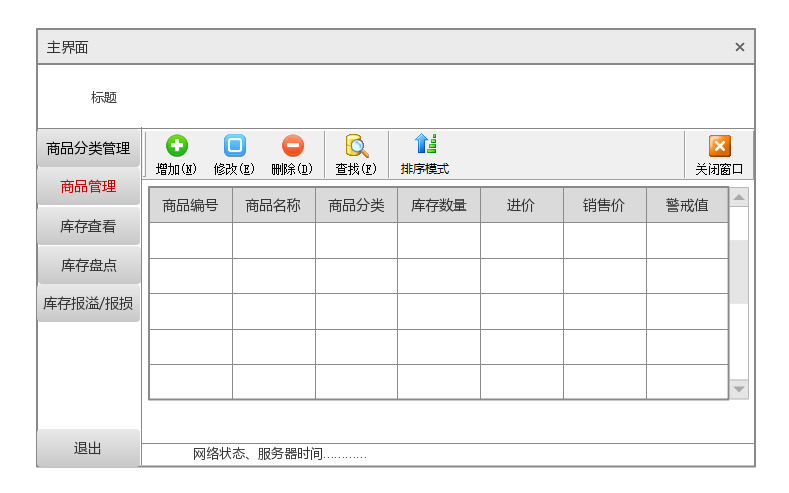 主界面
标题
商品分类管理
商品管理
库存查看
库存盘点
库存报溢/报损
退出
增加(N) 修改(E) 删除(D) 查找(F) 排序模式 关闭窗口
商品编号 商品名称 商品分类 库存数量 进价 销售价 警戒值
网络状态、服务器时间…………